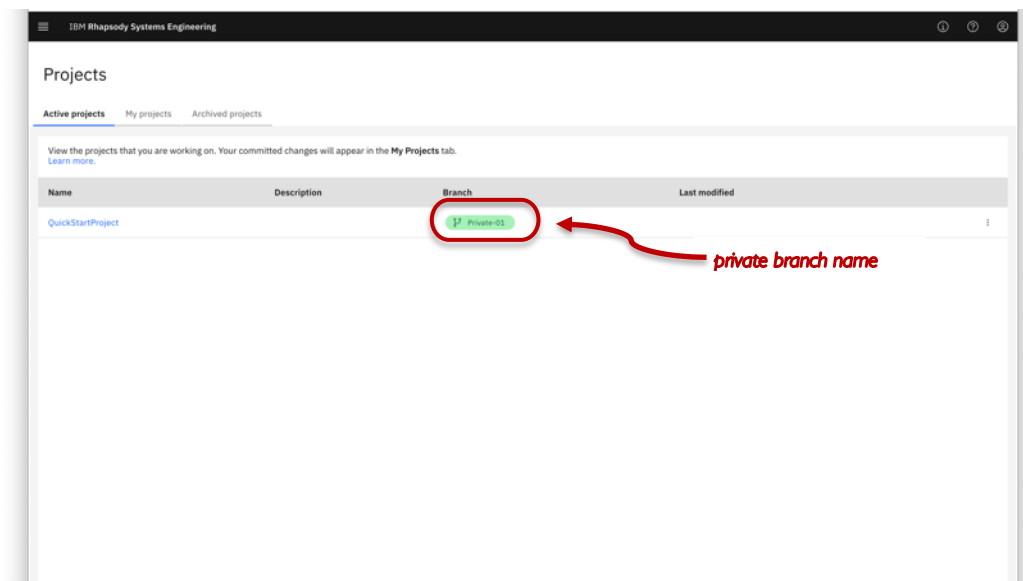 IBM Rhapsody Systems Engineering
Projects
Active projects My projects Archived projects
View the projects that you are working on. Your committed changes will appear in the My Projects tab.
Learn more.
Name Description Branch Last modified
QuickStartProject Private-01
private branch name